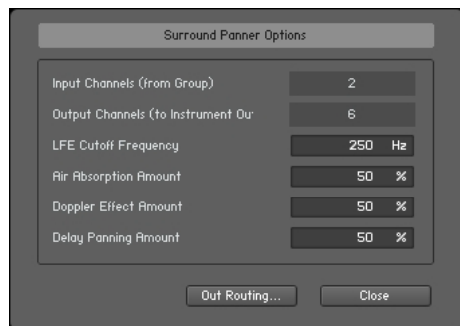 Surround Panner Options
Input Channels (from Group) 2
Output Channels (to Instrument Ou 6
LFE Cutoff Frequency 250 Hz
Air Absorption Amount 50 %
Doppler Effect Amount 50 %
Delay Panning Amount 50 %
Out Routing... Close